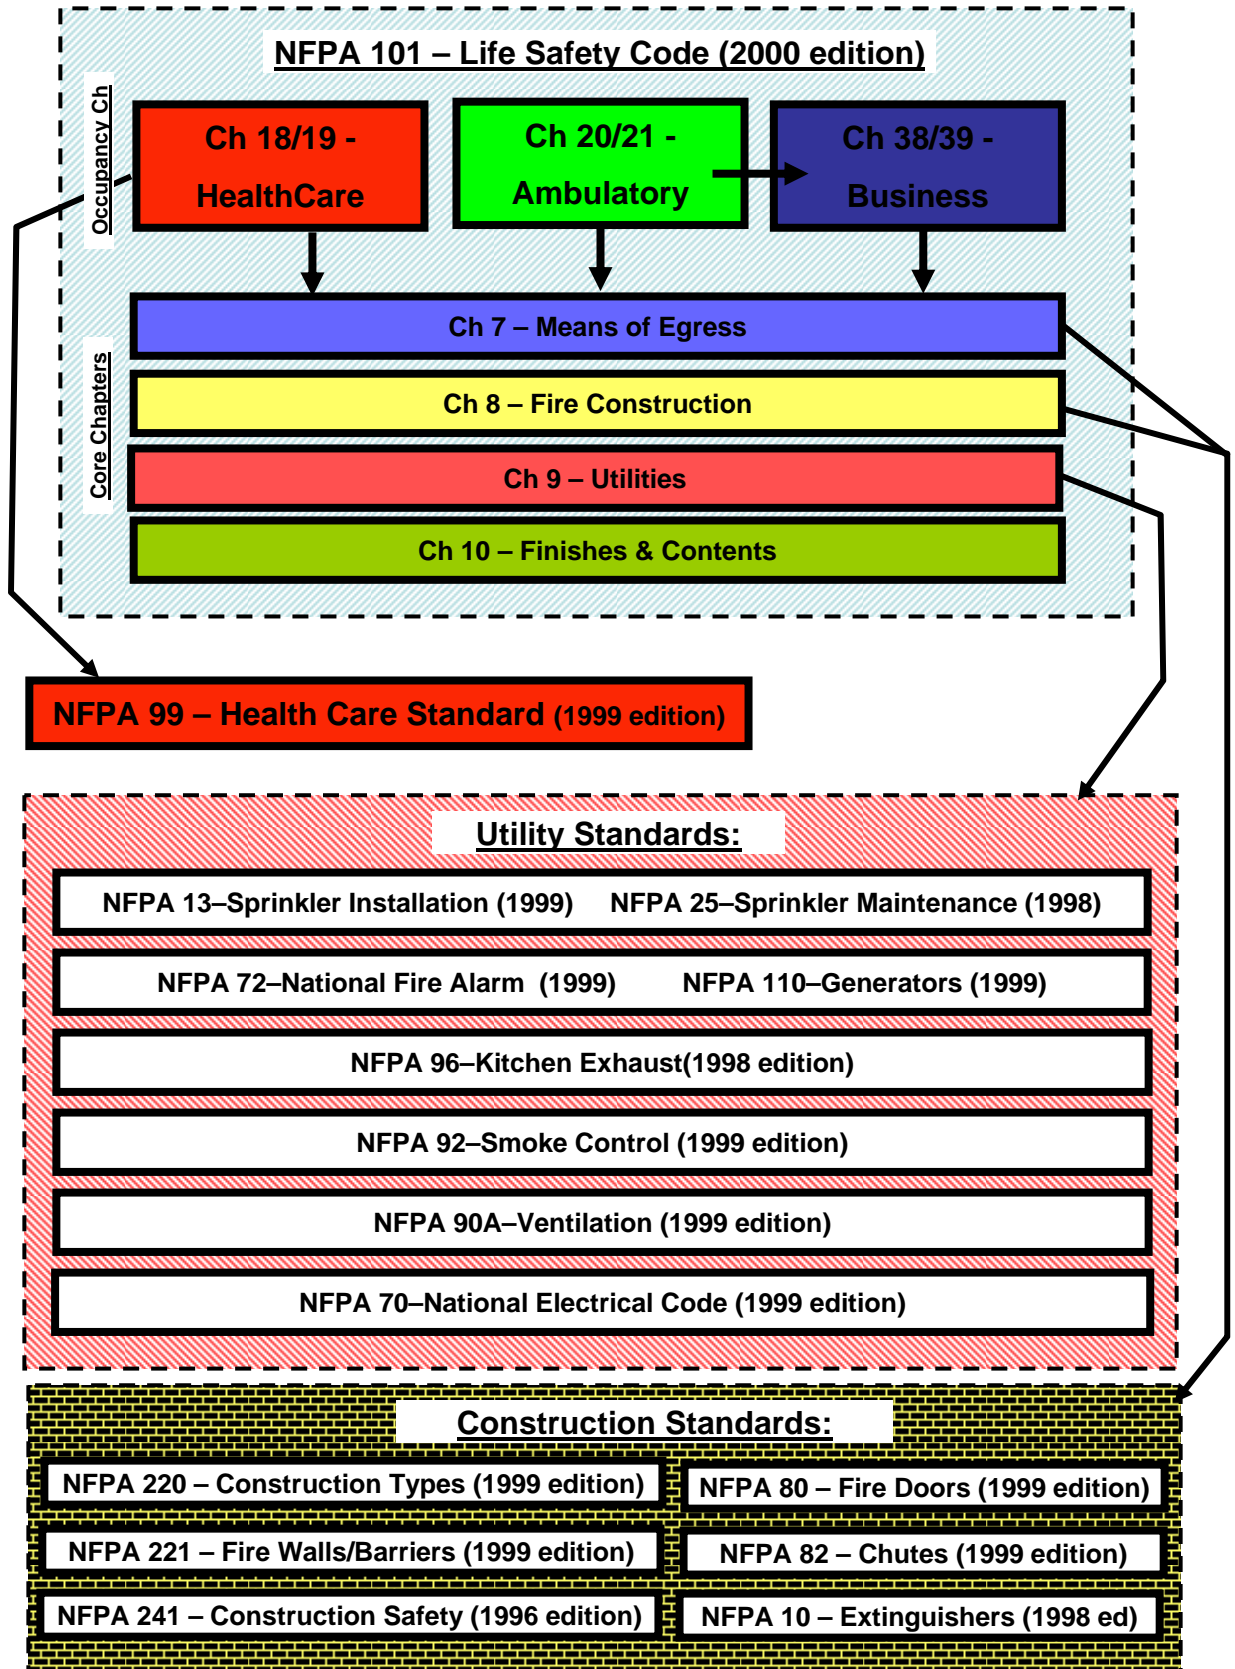 NFPA 101 – Life Safety Code (2000 edition)
Occupancy Ch
Ch 18/19 -
HealthCare
Ch 20/21 -
Ambulatory
Ch 38/39 -
Business
Core Chapters
Ch 7 – Means of Egress
Ch 8 – Fire Construction
Ch 9 – Utilities
Ch 10 – Finishes & Contents
NFPA 99 – Health Care Standard (1999 edition)
Utility Standards:
NFPA 13–Sprinkler Installation (1999) NFPA 25–Sprinkler Maintenance (1998)
NFPA 72–National Fire Alarm (1999) NFPA 110–Generators (1999)
NFPA 96–Kitchen Exhaust(1998 edition)
NFPA 92–Smoke Control (1999 edition)
NFPA 90A–Ventilation (1999 edition)
NFPA 70–National Electrical Code (1999 edition)
Construction Standards:
NFPA 220 – Construction Types (1999 edition)
NFPA 80 – Fire Doors (1999 edition)
NFPA 221 – Fire Walls/Barriers (1999 edition)
NFPA 82 – Chutes (1999 edition)
NFPA 241 – Construction Safety (1996 edition)
NFPA 10 – Extinguishers (1998 ed)